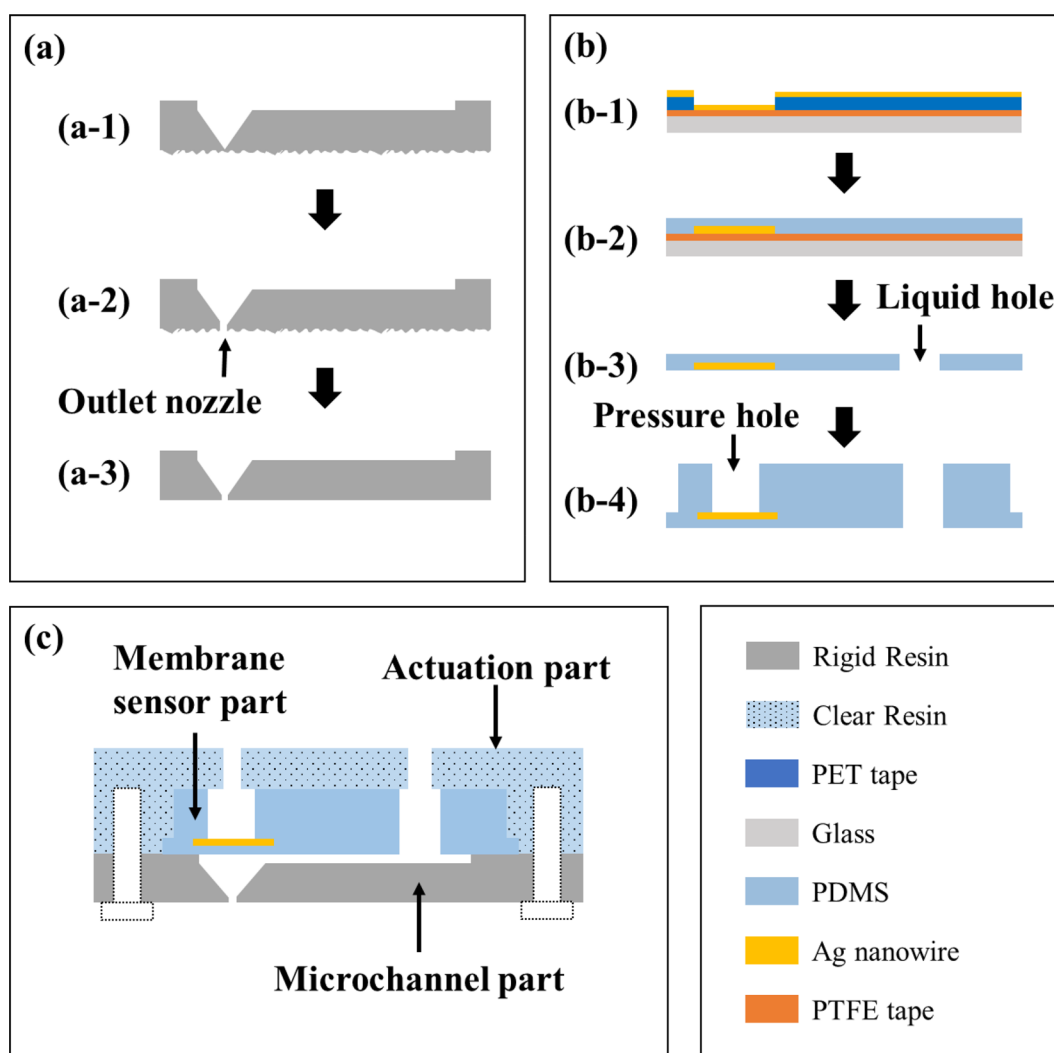 (a)
(a-1)
(a-2)
Outlet nozzle
(a-3)
(b)
(b-1)
(b-2)
Liquid hole
(b-3)
Pressure hole
(b-4)
(c)
Membrane
sensor part
Actuation part
Microchannel part
Rigid Resin
Clear Resin
PET tape
Glass
PDMS
Ag nanowire
PTFE tape